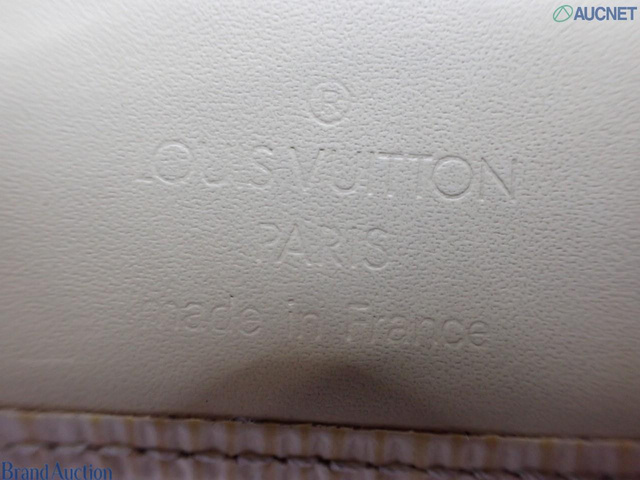 AUCNET
®
LOUIS VUITTON
PARIS
made in France
Brand Auction